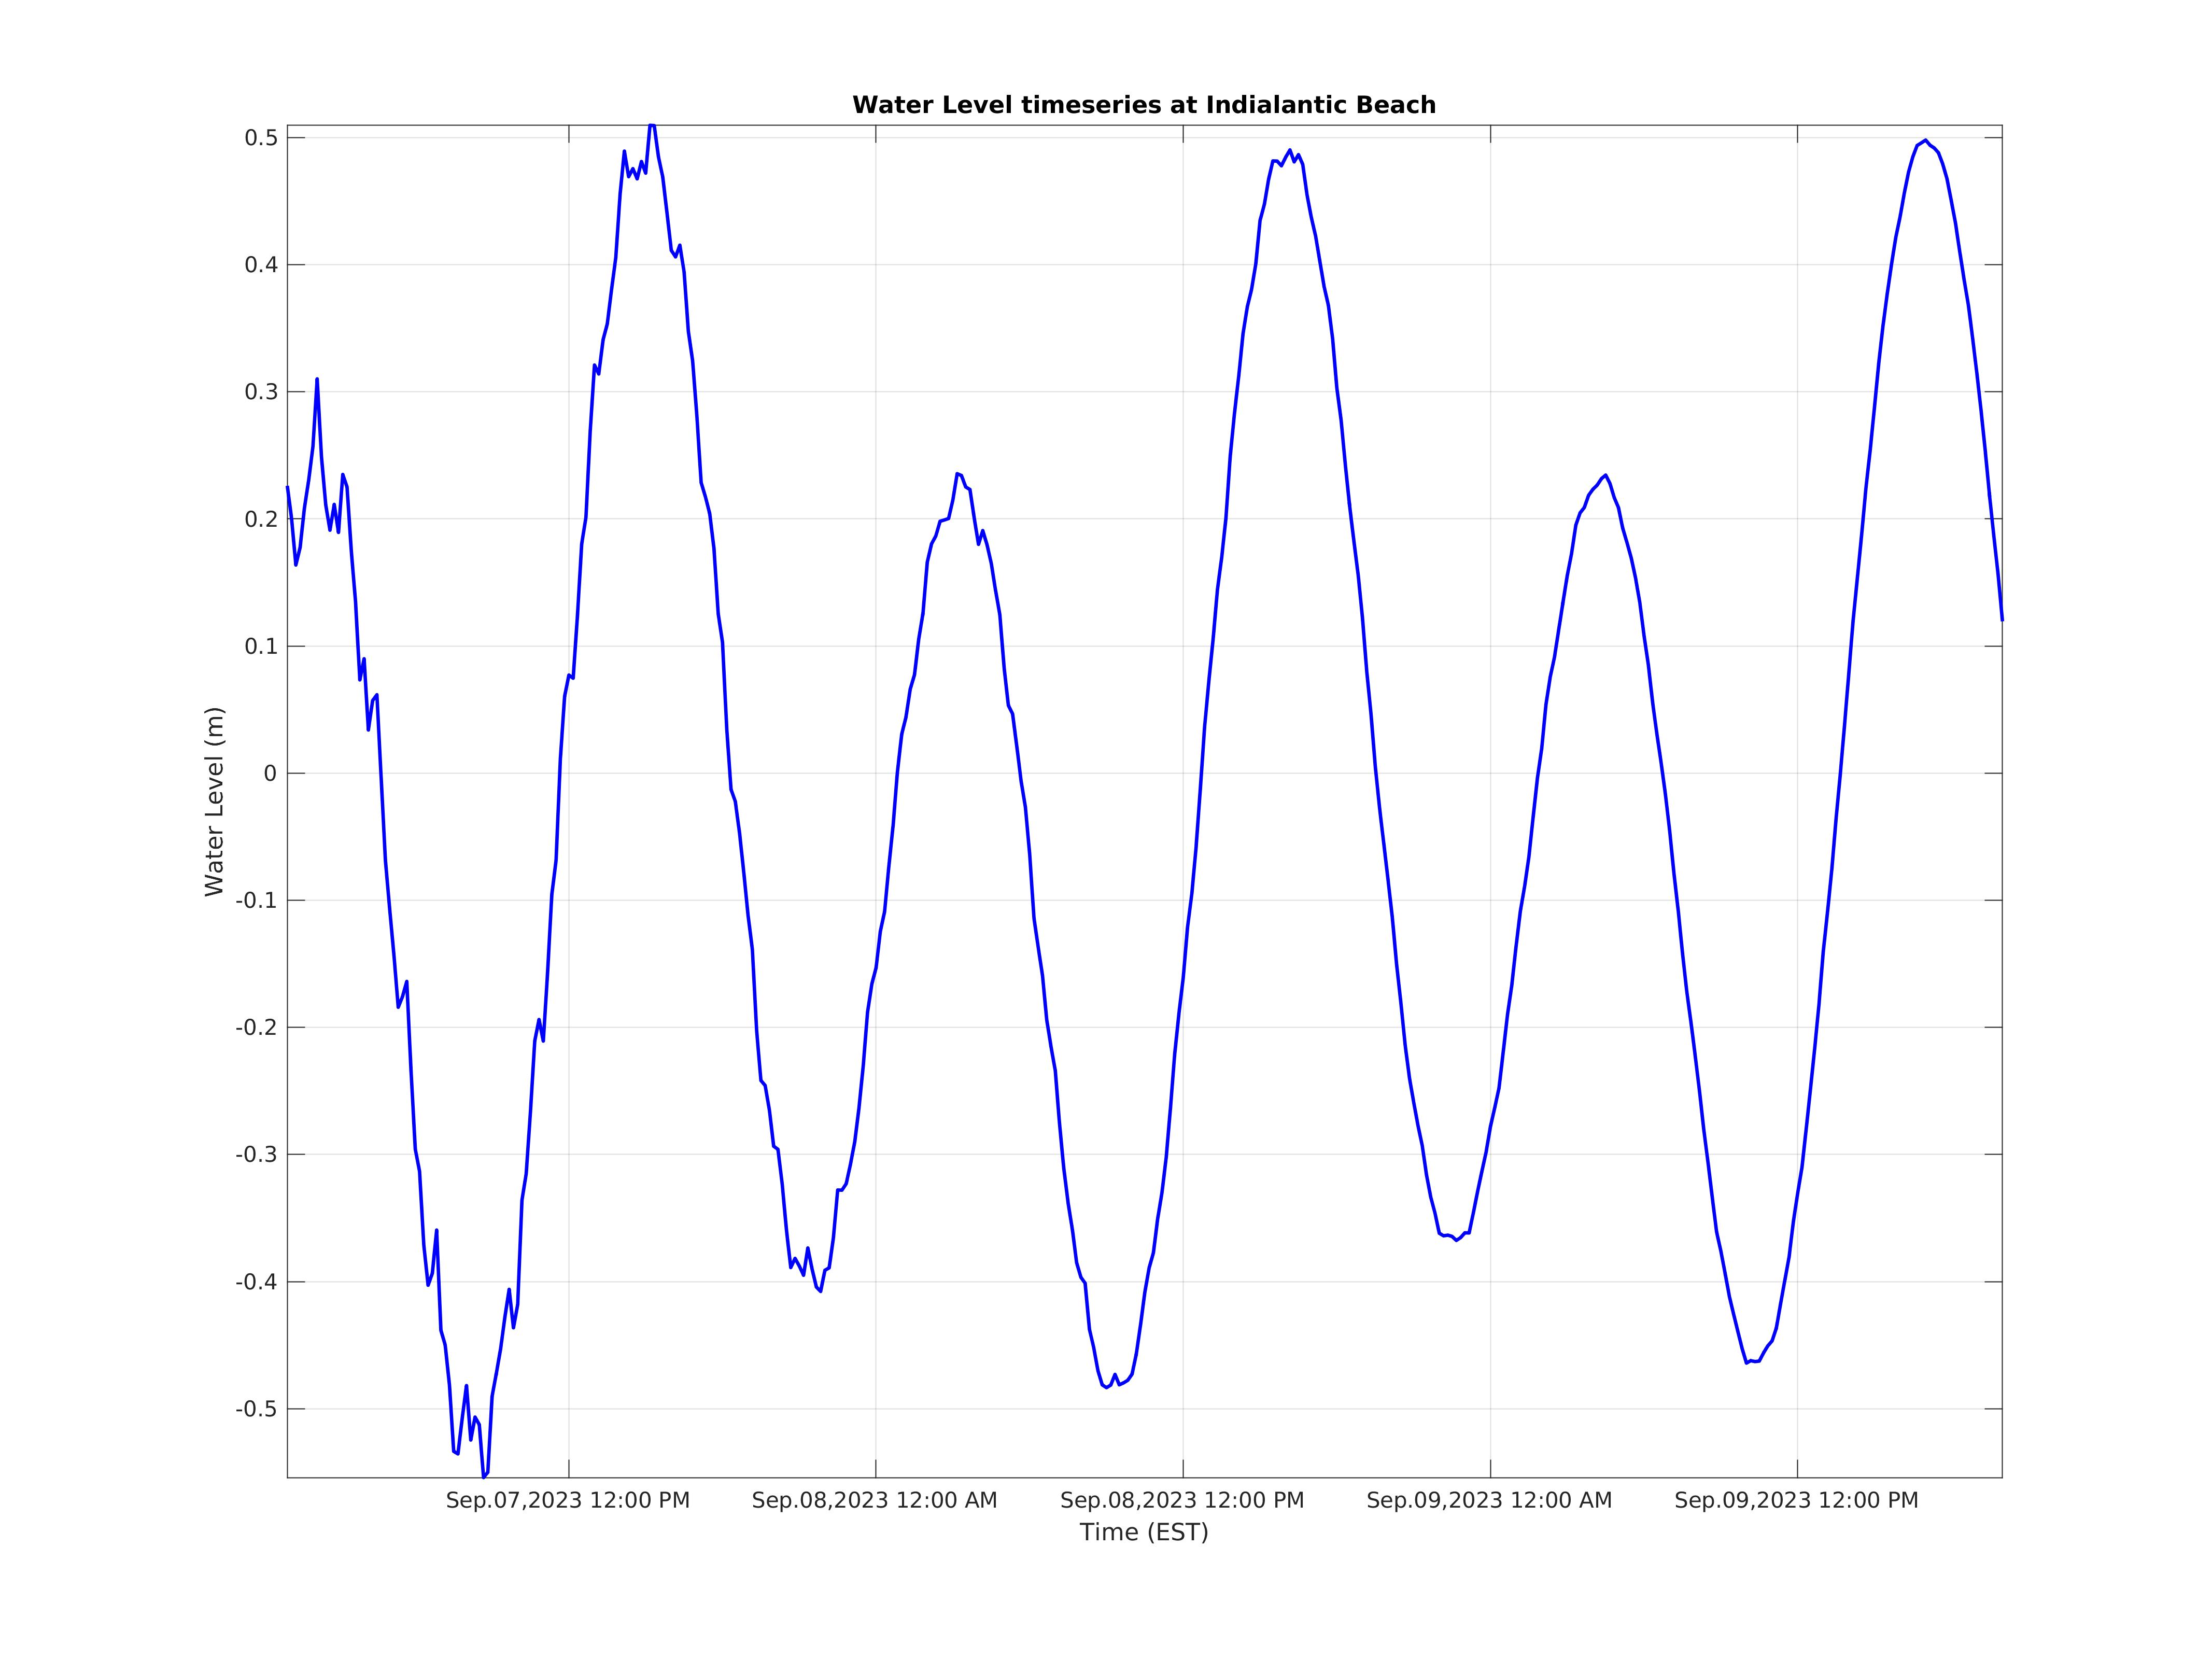 Water Level timeseries at Indialantic Beach
0.5
0.4
0.3
0.2
0.1
0
-0.1
-0.2
-0.3
-0.4
-0.5
Water Level (m)
Sep.07,2023 12:00 PM
Sep.08,2023 12:00 AM
Sep.08,2023 12:00 PM
Sep.09,2023 12:00 AM
Sep.09,2023 12:00 PM
Time (EST)